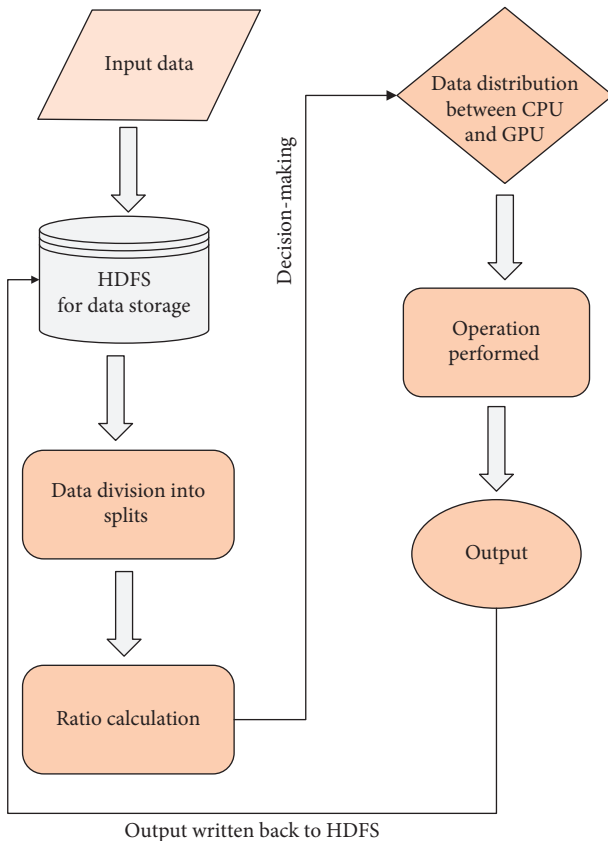 Input data
HDFS
for data storage
Data division into
splits
Ratio calculation
Decision-making
Data distribution
between CPU
and GPU
Operation
performed
Output
Output written back to HDFS